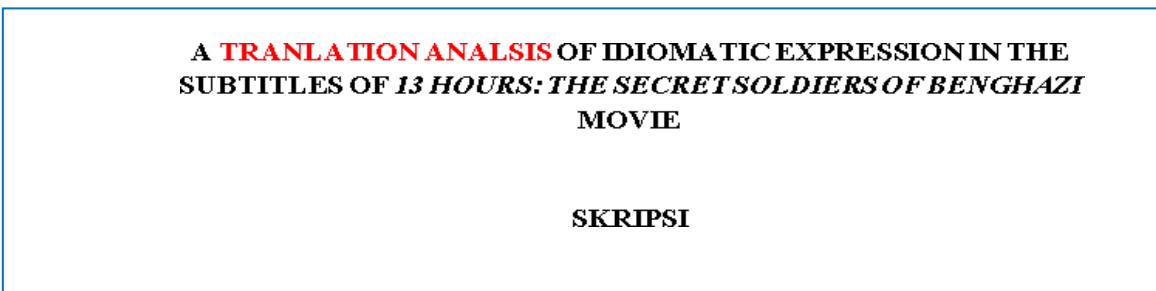 A TRANLATION ANALSIS OF IDIOMATIC EXPRESSION IN THE
SUBTITLES OF 13 HOURS: THE SECRET SOLDIERS OF BENGHAZI
MOVIE
SKRIPSI